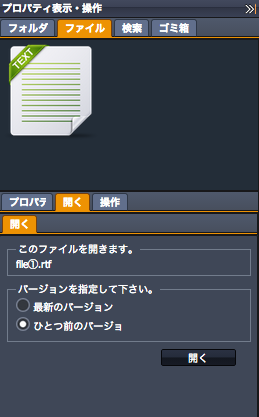 プロパティ表示・操作
フォルダ ファイル 検索 ゴミ箱
TEXT
プロパテ 開く 操作
開く
このファイルを開きます。
file①.rtf
バージョンを指定して下さい。
最新のバージョン
ひとつ前のバージョ
開く